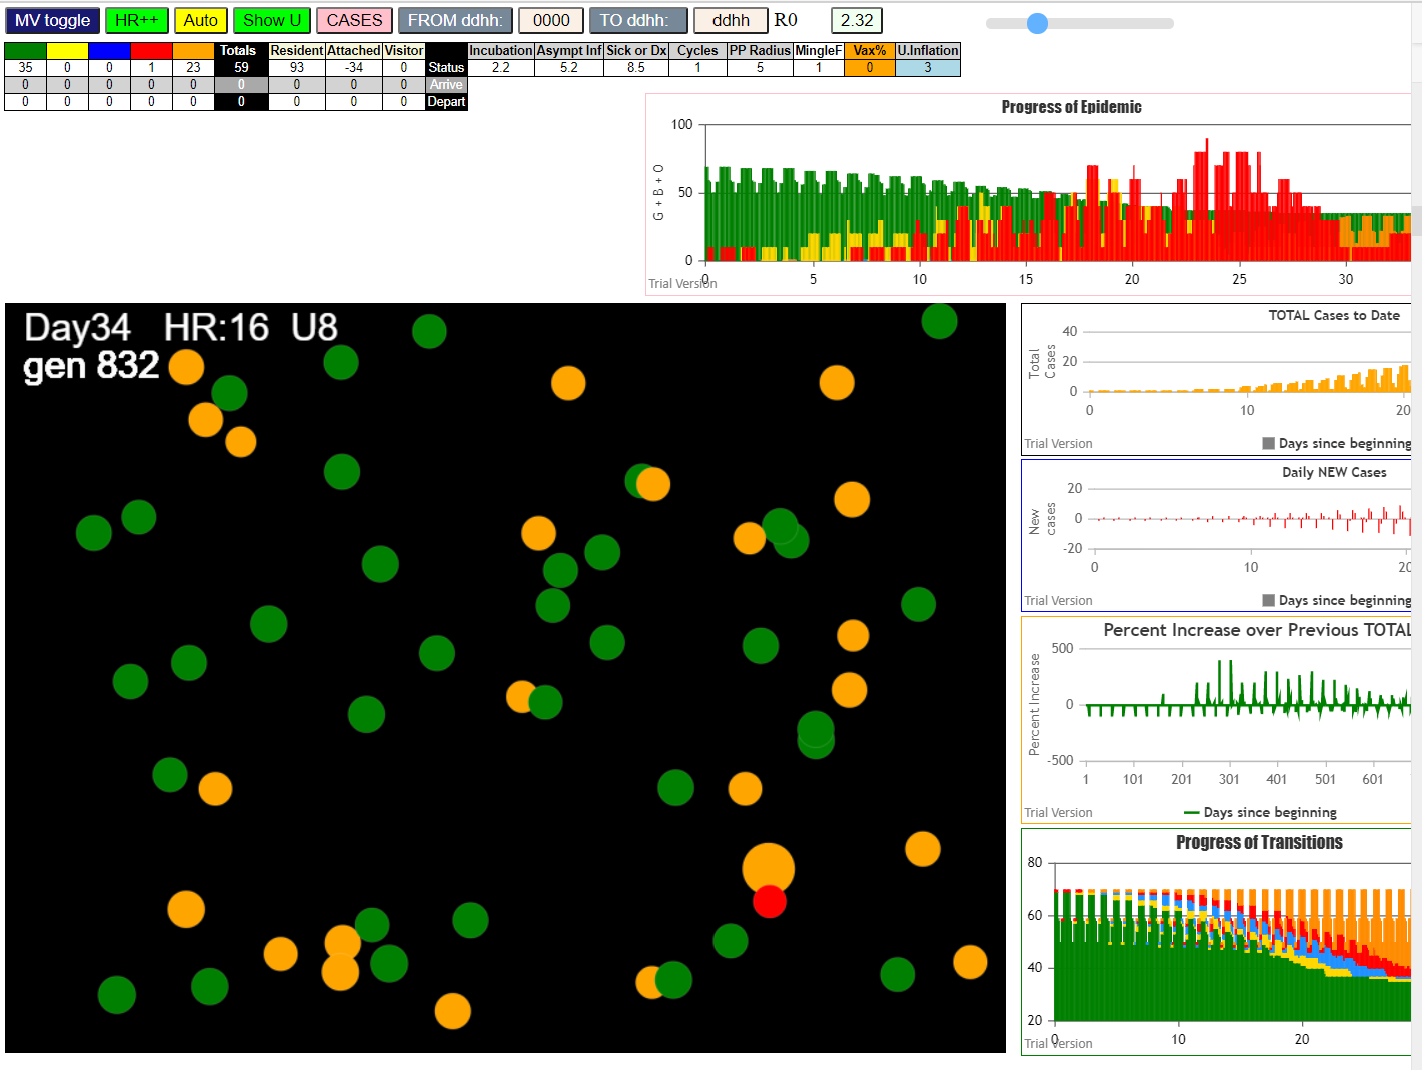 MV toggle HR++ Auto Show U CASES FROM ddhh: 0000 TO ddhh: ddhh R0 2.32
Totals Resident Attached Visitor Incubation Asympt Inf Sick or Dx Cycles PP Radius MingleF Vax% U.Inflation
35 0 0 1 23 59 93 -34 0 Status 2.2 5.2 8.5 1 5 1 0 3
0 0 0 0 0 0 0 0 0 Arrive
0 0 0 0 0 0 0 0 0 Depart
Progress of Epidemic
100
50
0
G + B + O
0 5 10 15 20 25 30
Trial Version
Day34 HR:16 U8
gen 832
TOTAL Cases to Date
40
20
0
Total
Cases
0 10 20
Trial Version
Days since beginning
Daily NEW Cases
20
0
-20
New
cases
0 10 20
Trial Version
Days since beginning
Percent Increase over Previous TOTAL
500
0
-500
Percent Increase
1 101 201 301 401 501 601
Trial Version
Days since beginning
Progress of Transitions
80
60
40
20
0 10 20
Trial Version